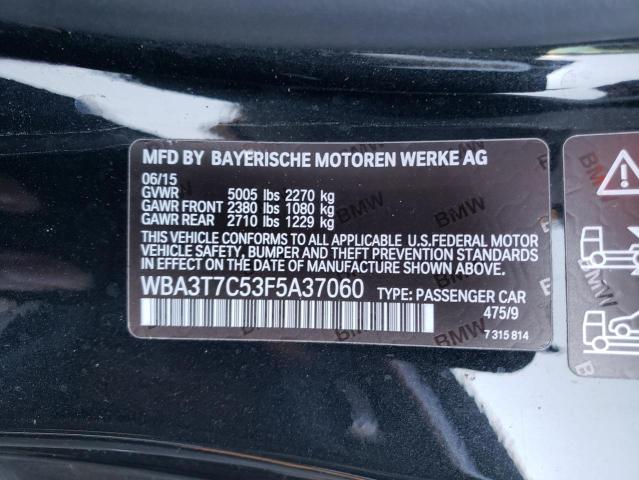 MFD BY BAYERISCHE MOTOREN WERKE AG
06/15
GVWR 5005 lbs 2270 kg
GAWR FRONT 2380 lbs 1080 kg
GAWR REAR 2710 lbs 1229 kg
THIS VEHICLE CONFORMS TO ALL APPLICABLE U.S.FEDERAL MOTOR
VEHICLE SAFETY, BUMPER AND THEFT PREVENTION STANDARDS
IN EFFECT ON THE DATE OF MANUFACTURE SHOWN ABOVE.
WBA3T7C53F5A37060 TYPE: PASSENGER CAR
475/9
7 315 814